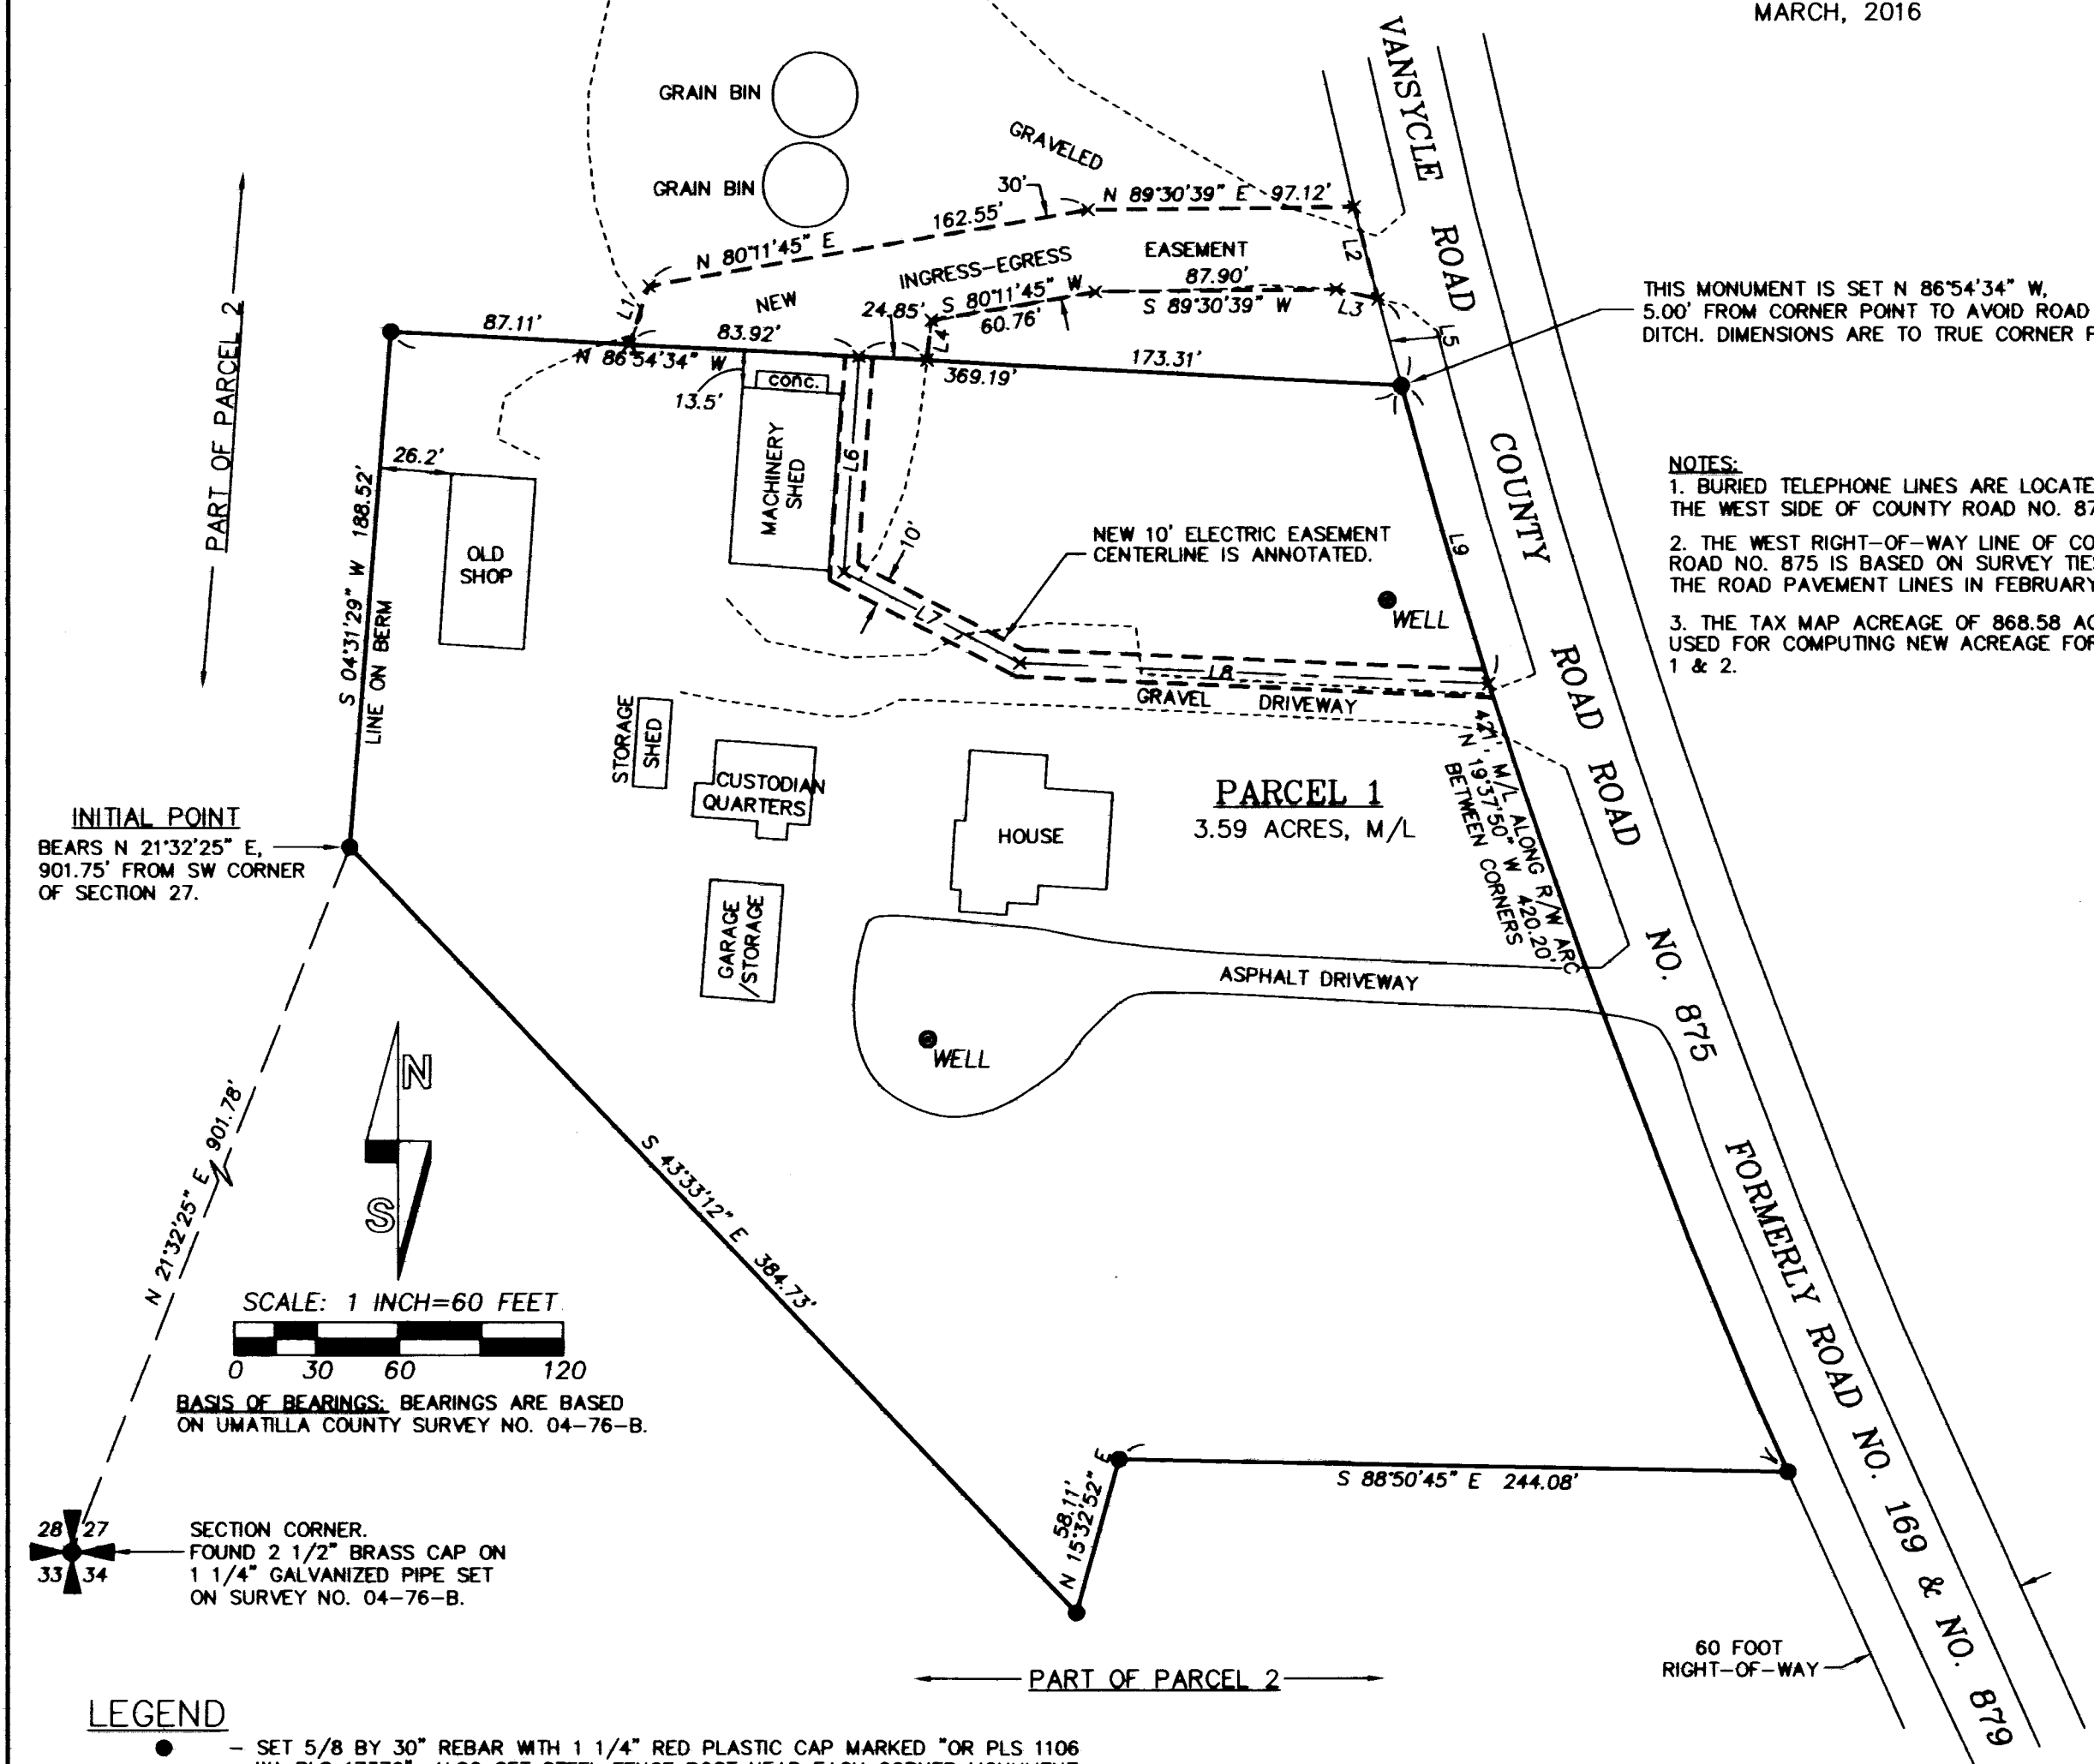 MARCH, 2016
VANSYCLE ROAD
COUNTY ROAD NO. 875
ROAD
FORMERLY ROAD NO. 169 & NO. 879
GRAIN BIN
GRAIN BIN
GRAVELED
30'
N 89°30'39" E 97.12'
162.55'
N 80°11'45" E
L1
L2
NEW INGRESS-EGRESS EASEMENT
87.90'
S 89°30'39" W
L3
S 80°11'45" W
60.76'
24.85'
L4
L5
87.11'
83.92'
N 86°54'34" W
369.19'
173.31'
THIS MONUMENT IS SET N 86°54'34" W,
5.00' FROM CORNER POINT TO AVOID ROAD
DITCH. DIMENSIONS ARE TO TRUE CORNER
PART OF PARCEL 2
13.5'
CONC.
MACHINERY
SHED
L6
26.2'
OLD
SHOP
S 04°31'29" W 188.52'
LINE ON BERM
10'
L7
NEW 10' ELECTRIC EASEMENT
CENTERLINE IS ANNOTATED.
WELL
L8
L9
NOTES:
1. BURIED TELEPHONE LINES ARE
THE WEST SIDE OF COUNTY ROAD NO.
2. THE WEST RIGHT-OF-WAY LINE OF
ROAD NO. 875 IS BASED ON SURVEY
THE ROAD PAVEMENT LINES IN FEBRUARY
3. THE TAX MAP ACREAGE OF 868.58
USED FOR COMPUTING NEW ACREAGE FOR
1 & 2.
GRAVEL DRIVEWAY
STORAGE
SHED
CUSTODIAN
QUARTERS
HOUSE
PARCEL 1
3.59 ACRES, M/L
M/L ALONG R/W ARC
N 19°37'50" W 420.20'
BETWEEN CORNERS
INITIAL POINT
BEARS N 21°32'25" E,
901.75' FROM SW CORNER
OF SECTION 27.
GARAGE
/STORAGE
ASPHALT DRIVEWAY
WELL
N 21°32'25" E 901.78'
N
S
S 43°33'12" E 384.73'
SCALE: 1 INCH=60 FEET
0 30 60 120
BASIS OF BEARINGS: BEARINGS ARE BASED
ON UMATILLA COUNTY SURVEY NO. 04-76-B.
58.11'
N 15°32'52" E
S 88°50'45" E 244.08'
28 27
33 34
SECTION CORNER.
FOUND 2 1/2" BRASS CAP ON
1 1/4" GALVANIZED PIPE SET
ON SURVEY NO. 04-76-B.
60 FOOT
RIGHT-OF-WAY
PART OF PARCEL 2
LEGEND
- SET 5/8 BY 30" REBAR WITH 1 1/4" RED PLASTIC CAP MARKED "OR PLS 1106